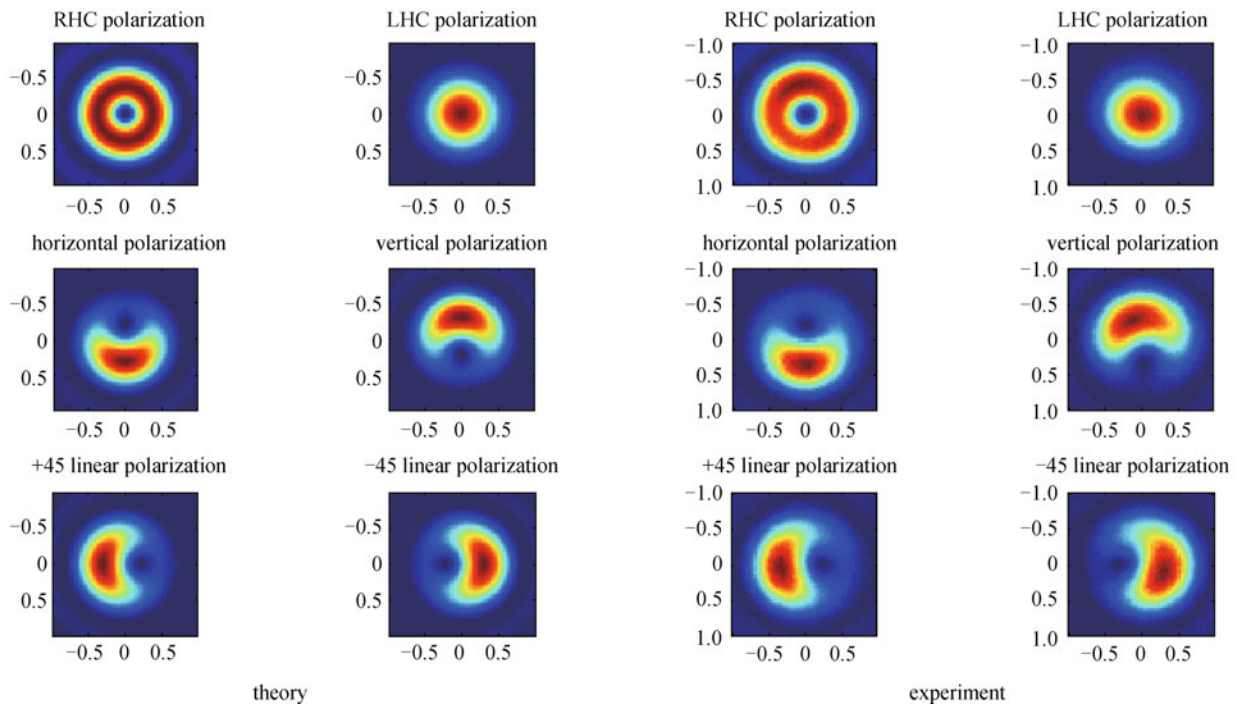 RHC polarization LHC polarization RHC polarization LHC polarization
−1.0 −1.0
−0.5 −0.5 −0.5 −0.5
0 0 0 0
0.5 0.5 0.5 0.5
1.0 1.0
−0.5 0 0.5 −0.5 0 0.5 −0.5 0 0.5 −0.5 0 0.5
horizontal polarization vertical polarization horizontal polarization vertical polarization
−1.0 −1.0
−0.5 −0.5 −0.5 −0.5
0 0 0 0
0.5 0.5 0.5 0.5
1.0 1.0
−0.5 0 0.5 −0.5 0 0.5 −0.5 0 0.5 −0.5 0 0.5
+45 linear polarization −45 linear polarization +45 linear polarization −45 linear polarization
−1.0 −1.0
−0.5 −0.5 −0.5 −0.5
0 0 0 0
0.5 0.5 0.5 0.5
1.0 1.0
−0.5 0 0.5 −0.5 0 0.5 −0.5 0 0.5 −0.5 0 0.5
theory experiment